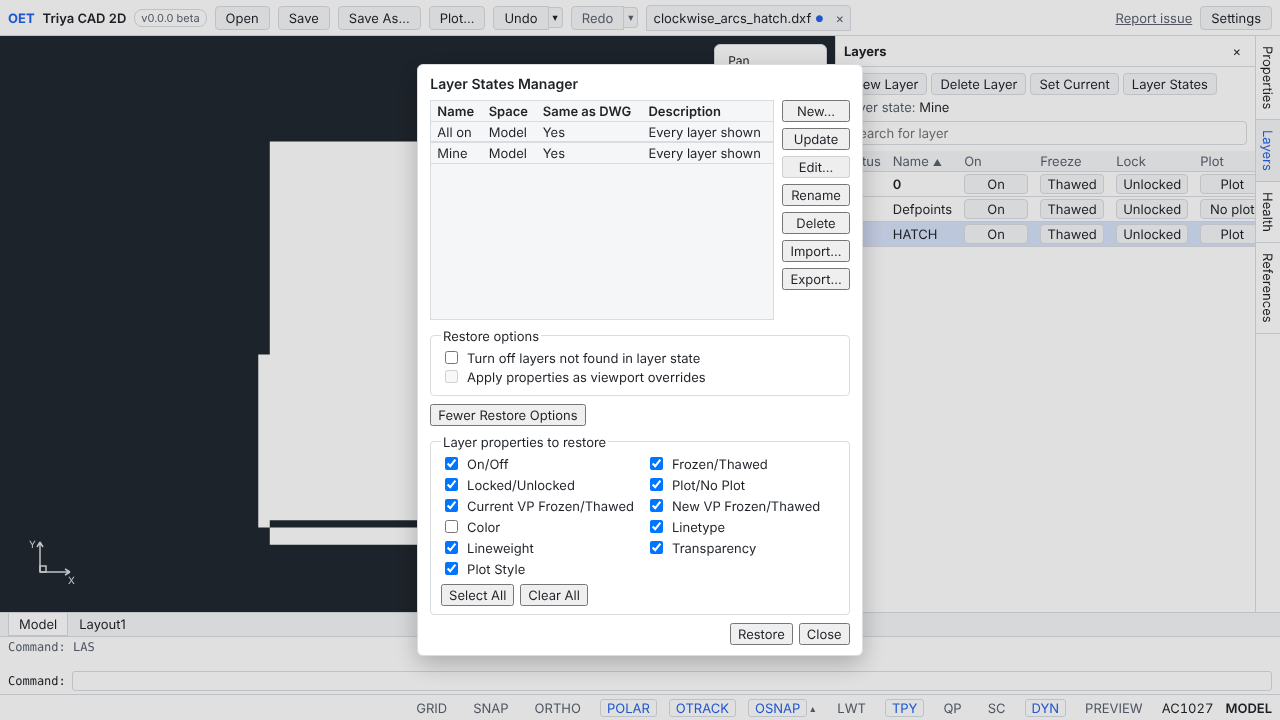 OET Triya CAD 2D v0.0.0 beta Open Save Save As... Plot... Undo ▾ Redo ▾ clockwise_arcs_hatch.dxf ● × Report issue Settings
Pan
Layers ×
Layer Delete Layer Set Current Layer States
state: Mine
for layer
Name ▲ On Freeze Lock Plot
0 On Thawed Unlocked Plot
Defpoints On Thawed Unlocked No plot
HATCH On Thawed Unlocked Plot
Properties
Layers
Health
References
Layer States Manager
Name Space Same as DWG Description
All on Model Yes Every layer shown
Mine Model Yes Every layer shown
New...
Update
Edit...
Rename
Delete
Import...
Export...
Restore options
Turn off layers not found in layer state
Apply properties as viewport overrides
Fewer Restore Options
Layer properties to restore
On/Off Frozen/Thawed
Locked/Unlocked Plot/No Plot
Current VP Frozen/Thawed New VP Frozen/Thawed
Color Linetype
Lineweight Transparency
Plot Style
Select All Clear All
Restore Close
Y
X
Model Layout1
Command: LAS
Command:
GRID SNAP ORTHO POLAR OTRACK OSNAP ▴ LWT TPY QP SC DYN PREVIEW AC1027 MODEL